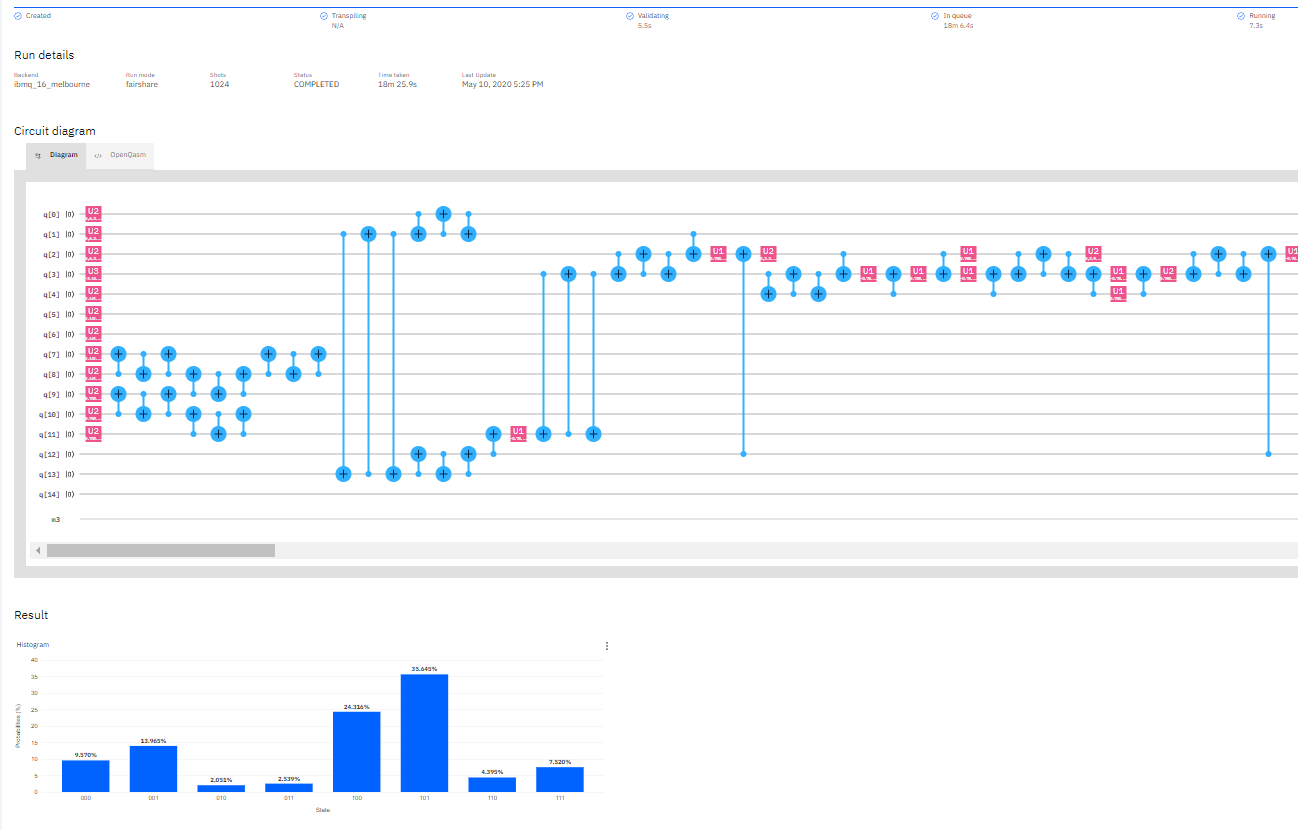 Created Transpiling Validating In queue Running
N/A 5.5s 18m 6.4s 7.3s
Run details
Backend Run mode Shots Status Time taken Last Update
ibmq_16_melbourne fairshare 1024 COMPLETED 18m 25.9s May 10, 2020 5:25 PM
Circuit diagram
Diagram </> OpenQasm
q[0] |0⟩ U2
q[1] |0⟩ U2
q[2] |0⟩ U2 U1 U2 U1 U2 U1
q[3] |0⟩ U3 U1 U1 U1 U1 U2
q[4] |0⟩ U2 U1
q[5] |0⟩ U2
q[6] |0⟩ U2
q[7] |0⟩ U2
q[8] |0⟩ U2
q[9] |0⟩ U2
q[10] |0⟩ U2
q[11] |0⟩ U2 U1
q[12] |0⟩
q[13] |0⟩
q[14] |0⟩
m3
Result
Histogram
Probabilities (%)
40
35
30
25
20
15
10
5
0
9.570% 13.965% 2.051% 2.539% 24.316% 35.645% 4.395% 7.520%
000 001 010 011 100 101 110 111
State